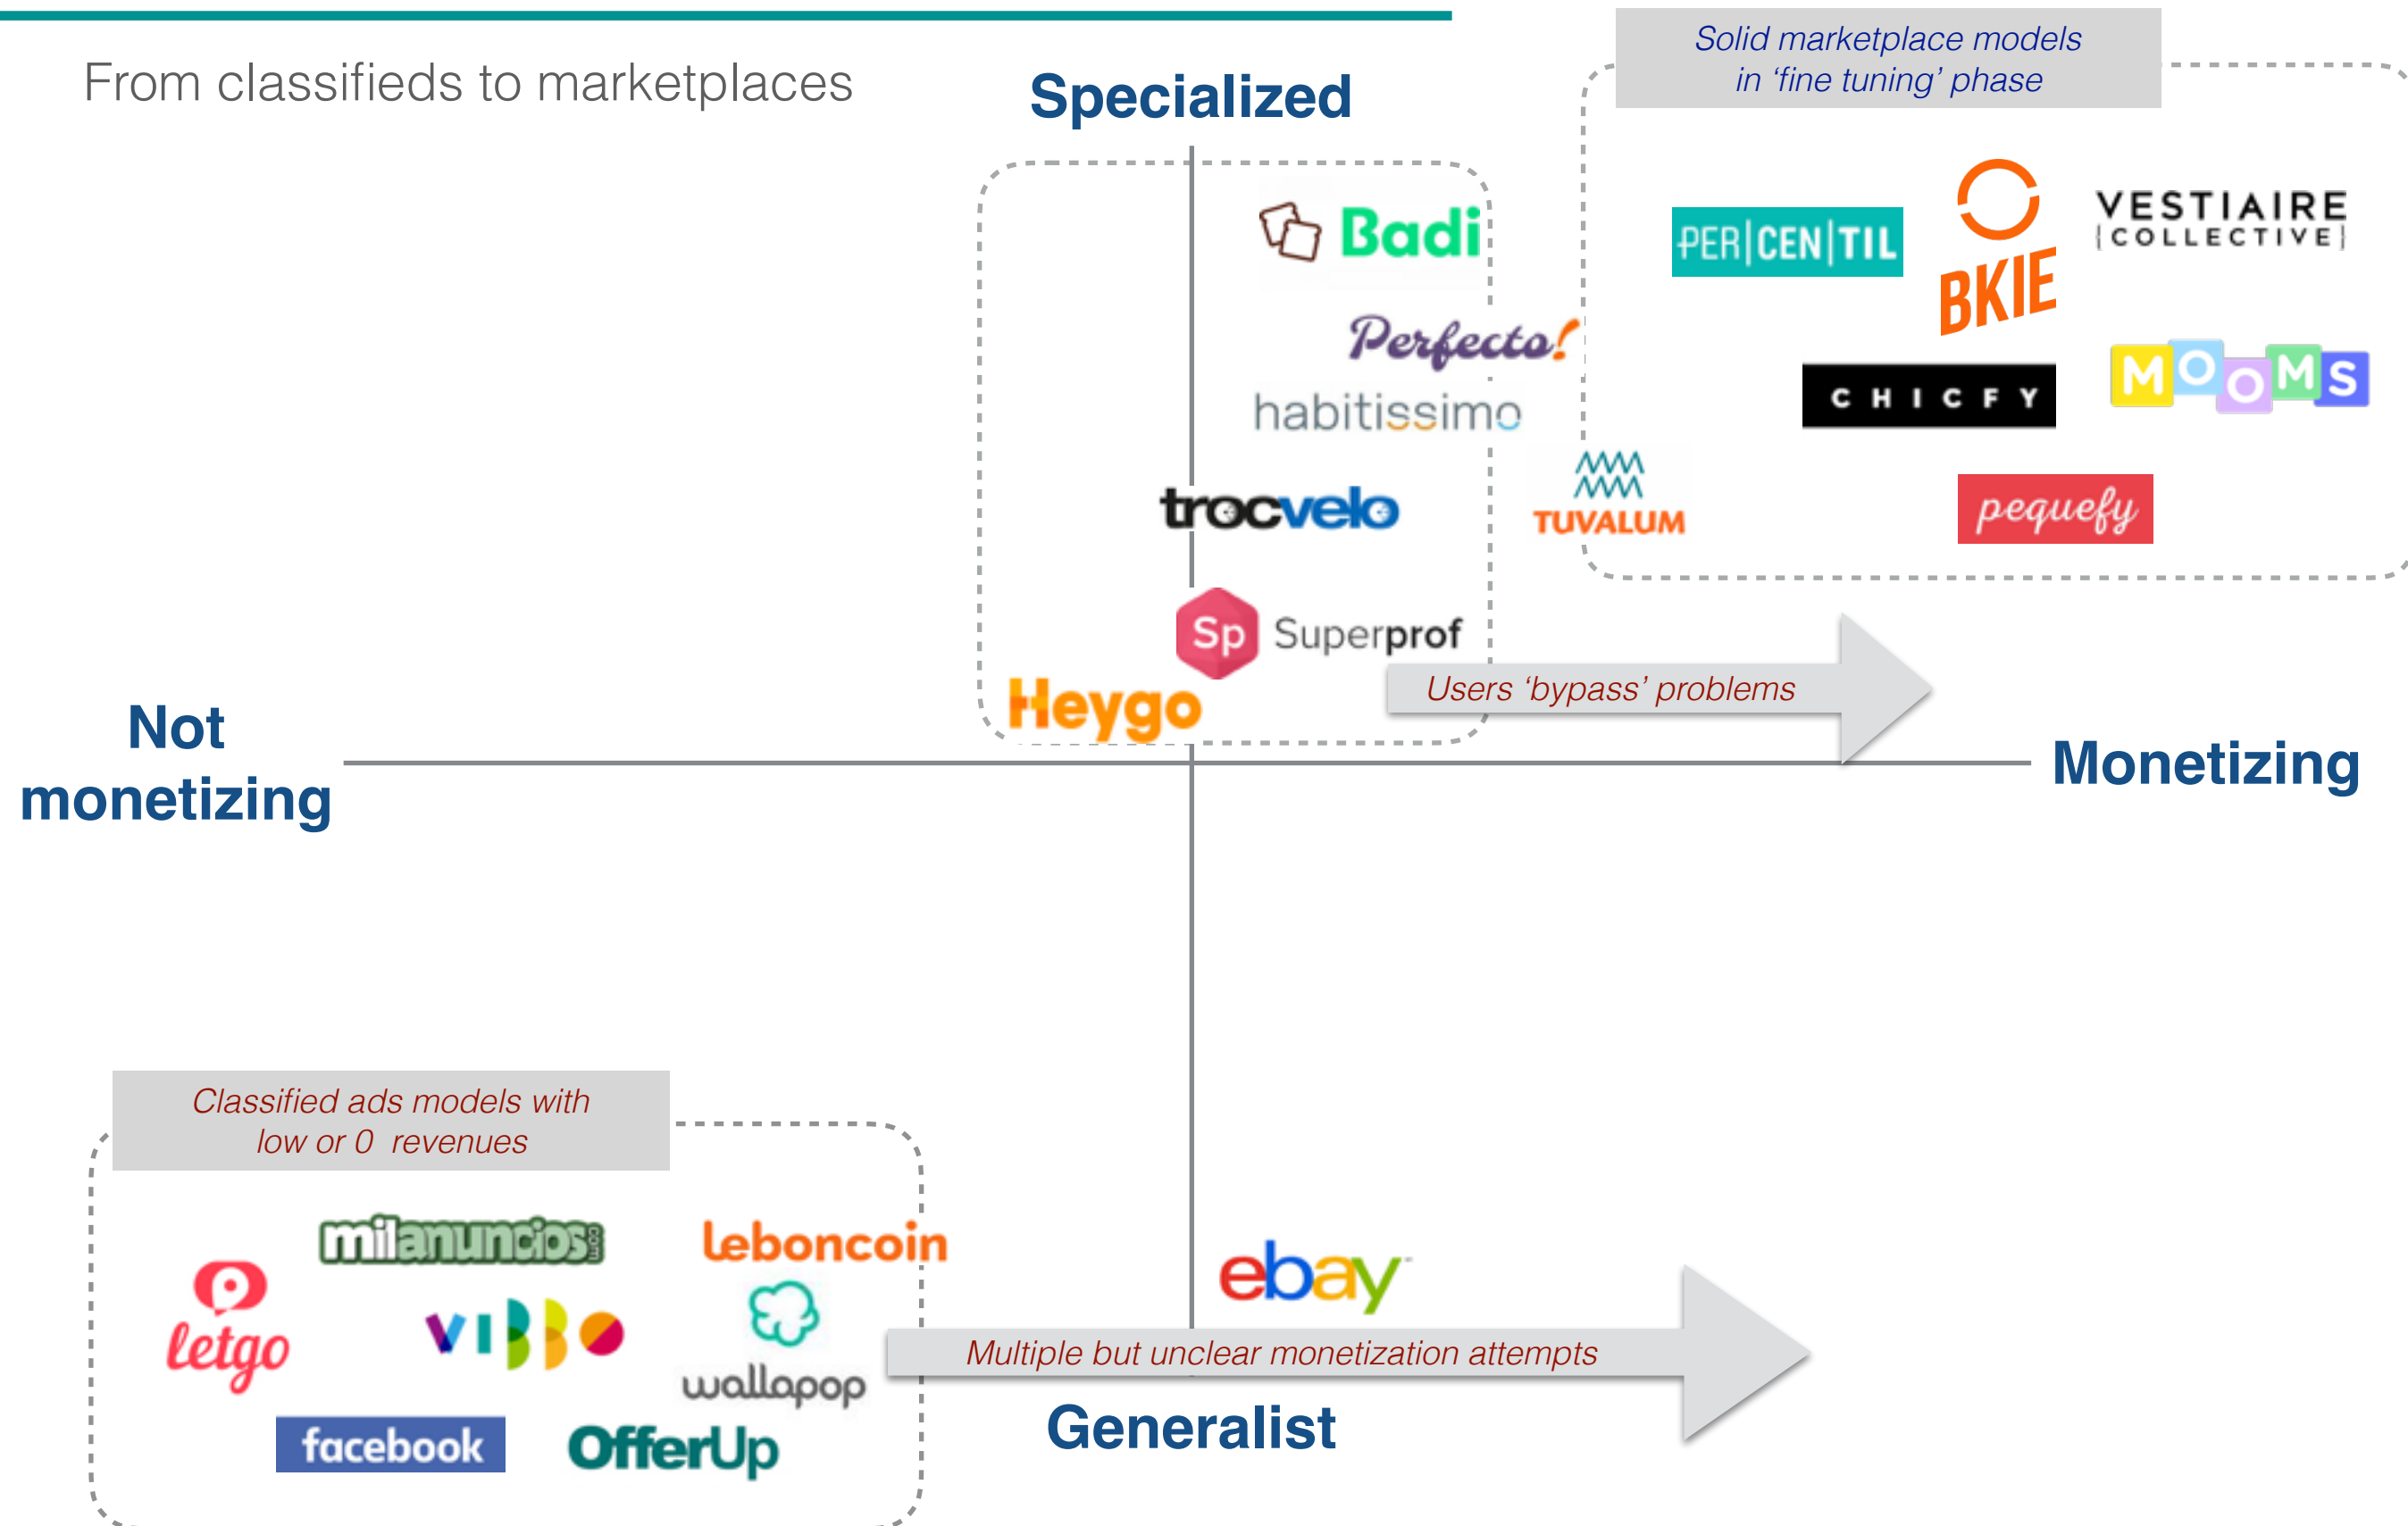 From classifieds to marketplaces
Specialized
Solid marketplace models
in ‘fine tuning’ phase
Badi
Perfecto!
habitissimo
trocvelo
Sp Superprof
Heygo
PER|CEN|TIL
BKIE
VESTIAIRE
|COLLECTIVE|
CHICFY
MOOMS
TUVALUM
pequefy
Users ‘bypass’ problems
Not
monetizing
Monetizing
Classified ads models with
low or 0 revenues
milanuncios.com
leboncoin
letgo
VIBBO
wallapop
facebook
OfferUp
ebay
Multiple but unclear monetization attempts
Generalist